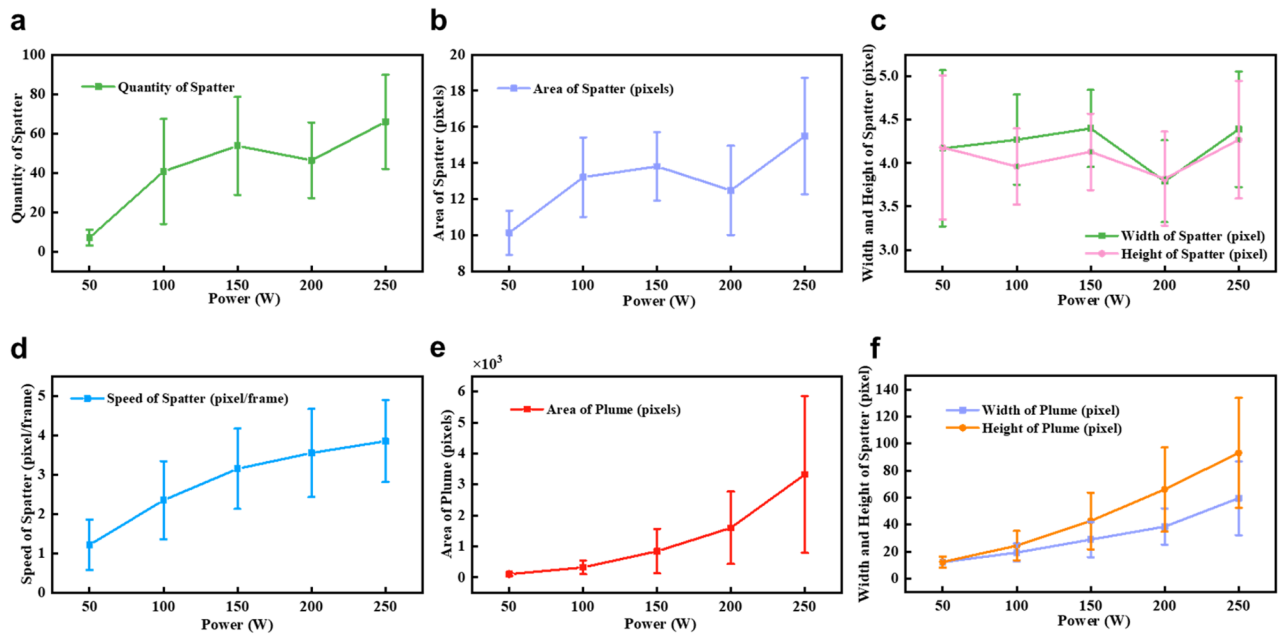 a
Quantity of Spatter
100
80
60
40
20
0
Quantity of Spatter
50 100 150 200 250
Power (W)
b
Area of Spatter (pixels)
20
18
16
14
12
10
8
Area of Spatter (pixels)
50 100 150 200 250
Power (W)
c
Width and Height of Spatter (pixel)
5.0
4.5
4.0
3.5
3.0
Width of Spatter (pixel)
Height of Spatter (pixel)
50 100 150 200 250
Power (W)
d
Speed of Spatter (pixel/frame)
5
4
3
2
1
0
Speed of Spatter (pixel/frame)
50 100 150 200 250
Power (W)
e
×10³
Area of Plume (pixels)
6
5
4
3
2
1
0
Area of Plume (pixels)
50 100 150 200 250
Power (W)
f
Width and Height of Spatter (pixel)
140
120
100
80
60
40
20
0
Width of Plume (pixel)
Height of Plume (pixel)
50 100 150 200 250
Power (W)